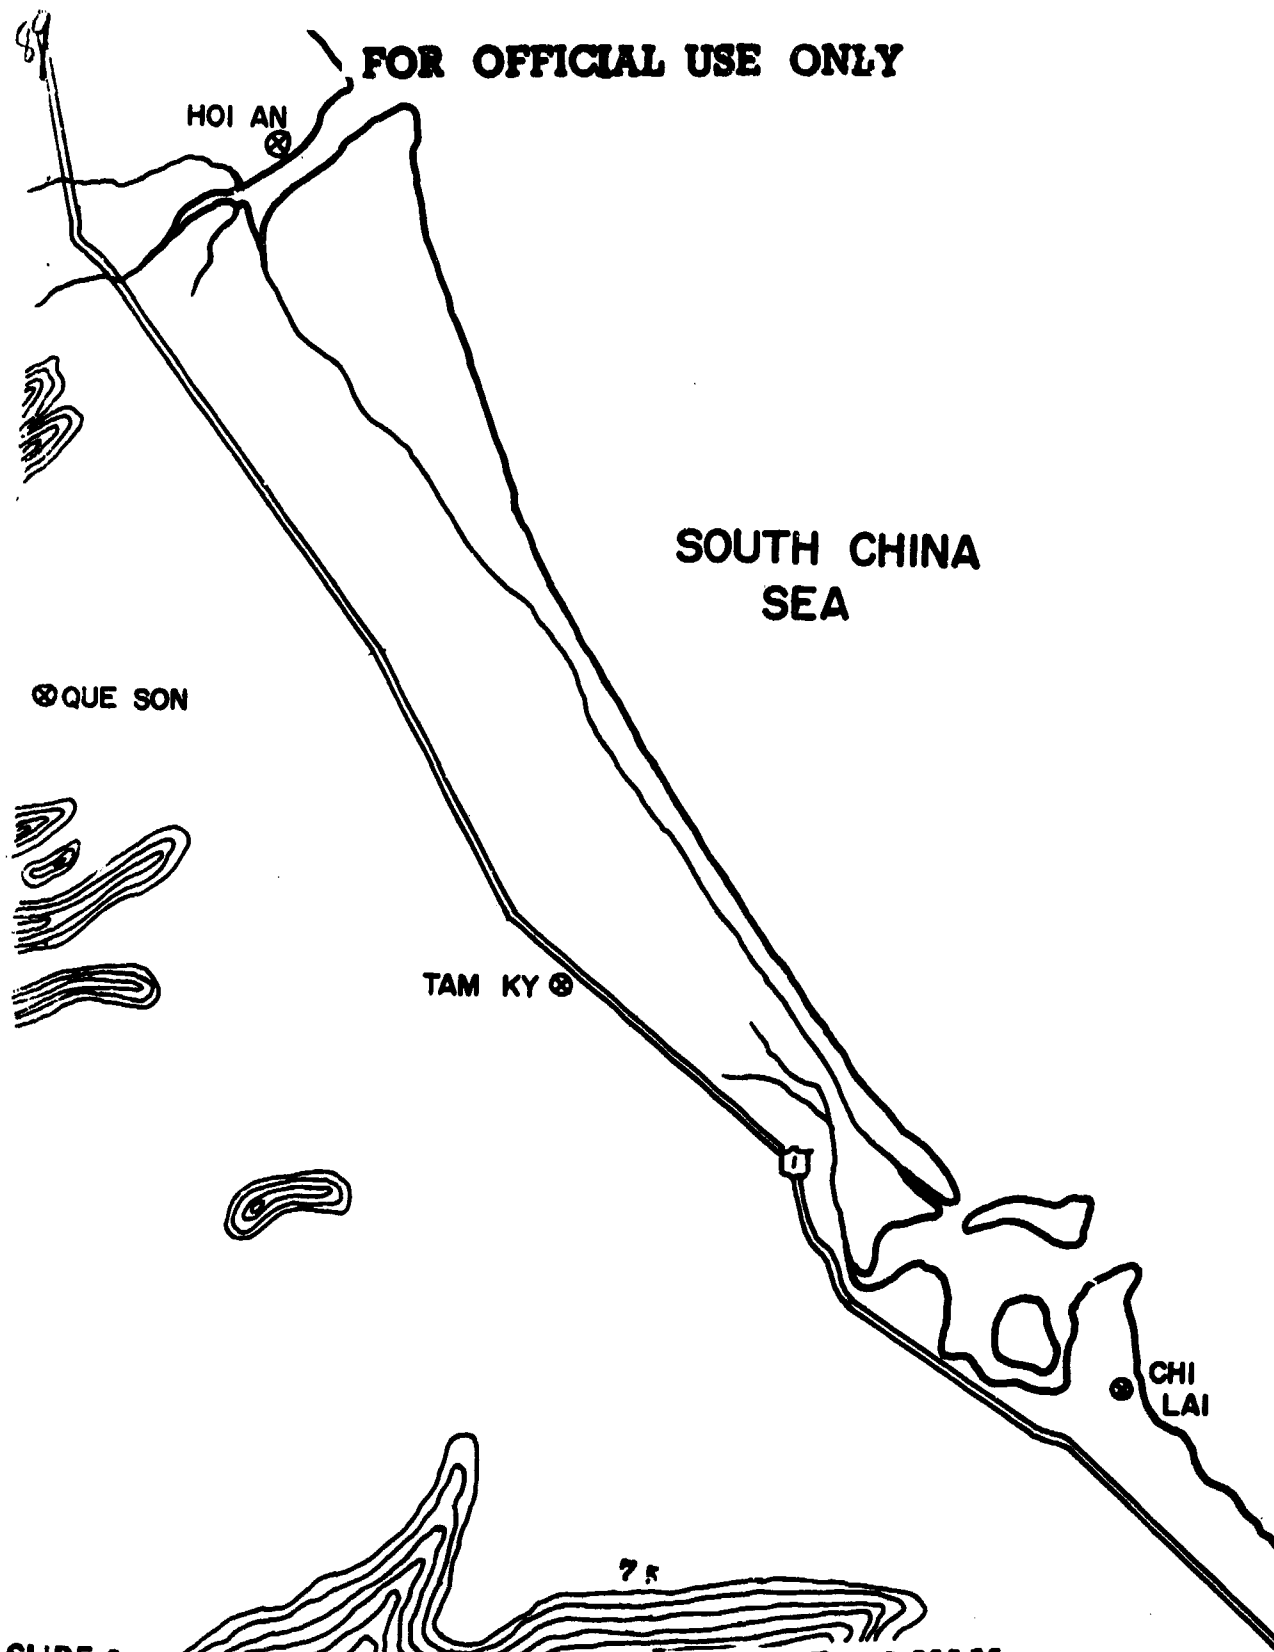 FOR OFFICIAL USE ONLY
HOI AN
SOUTH CHINA
SEA
QUE SON
TAM KY
1
CHI
LAI
75